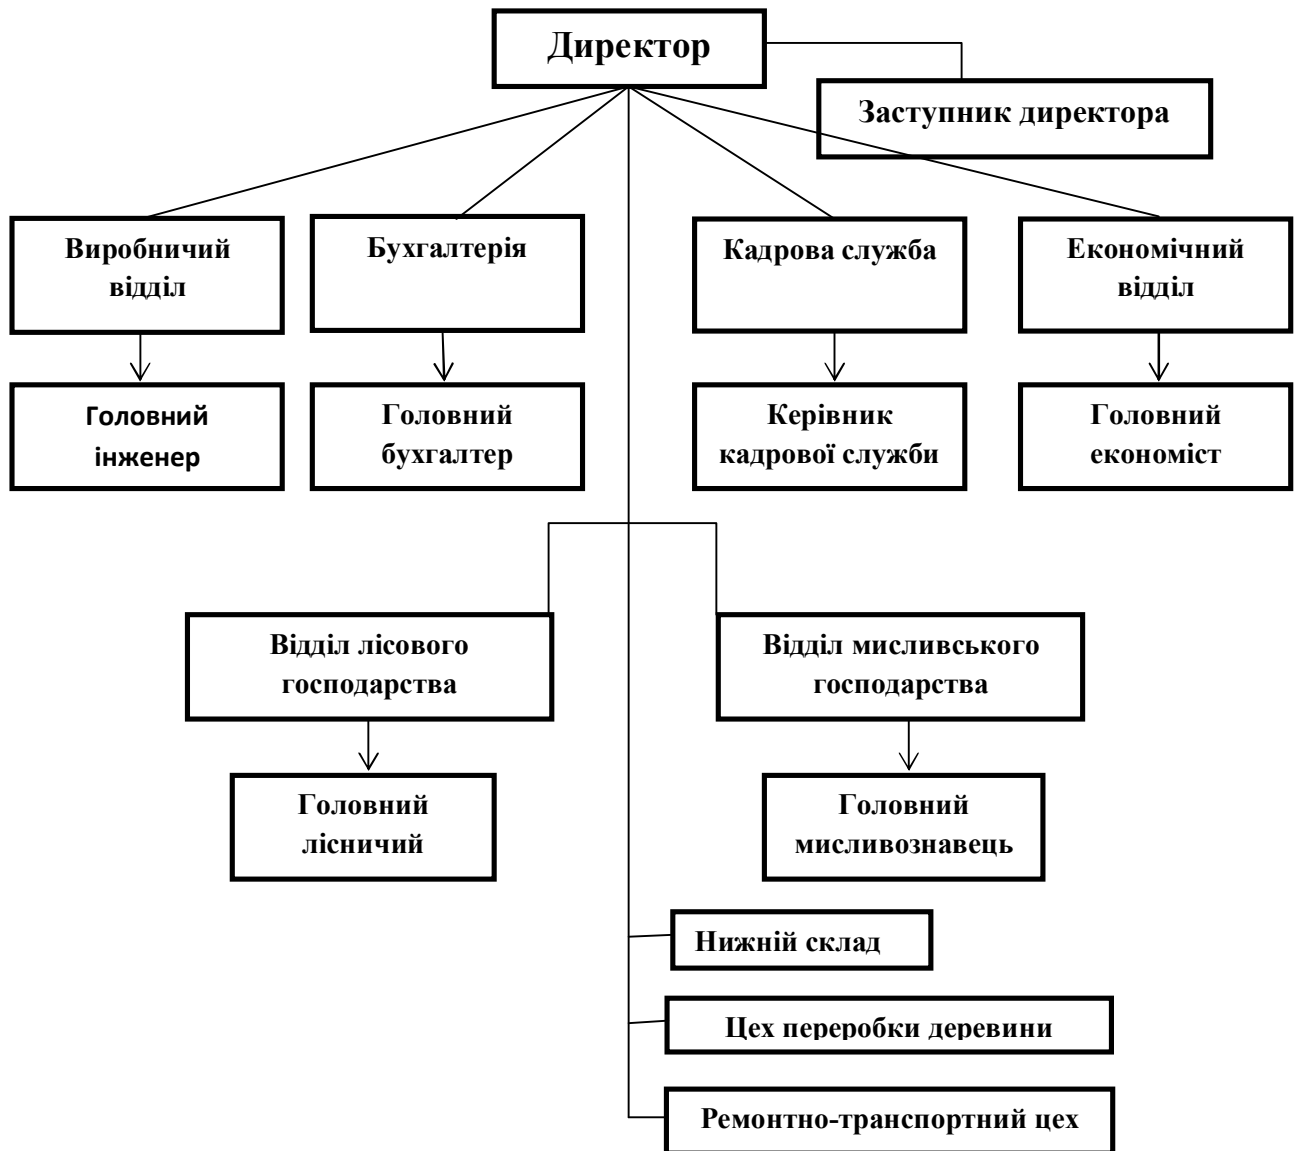 Директор
Заступник директора
Виробничий
відділ
Бухгалтерія
Кадрова служба
Економічний
відділ
Головний
інженер
Головний
бухгалтер
Керівник
кадрової служби
Головний
економіст
Відділ лісового
господарства
Відділ мисливського
господарства
Головний
лісничий
Головний
мисливознавець
Нижній склад
Цех переробки деревини
Ремонтно-транспортний цех